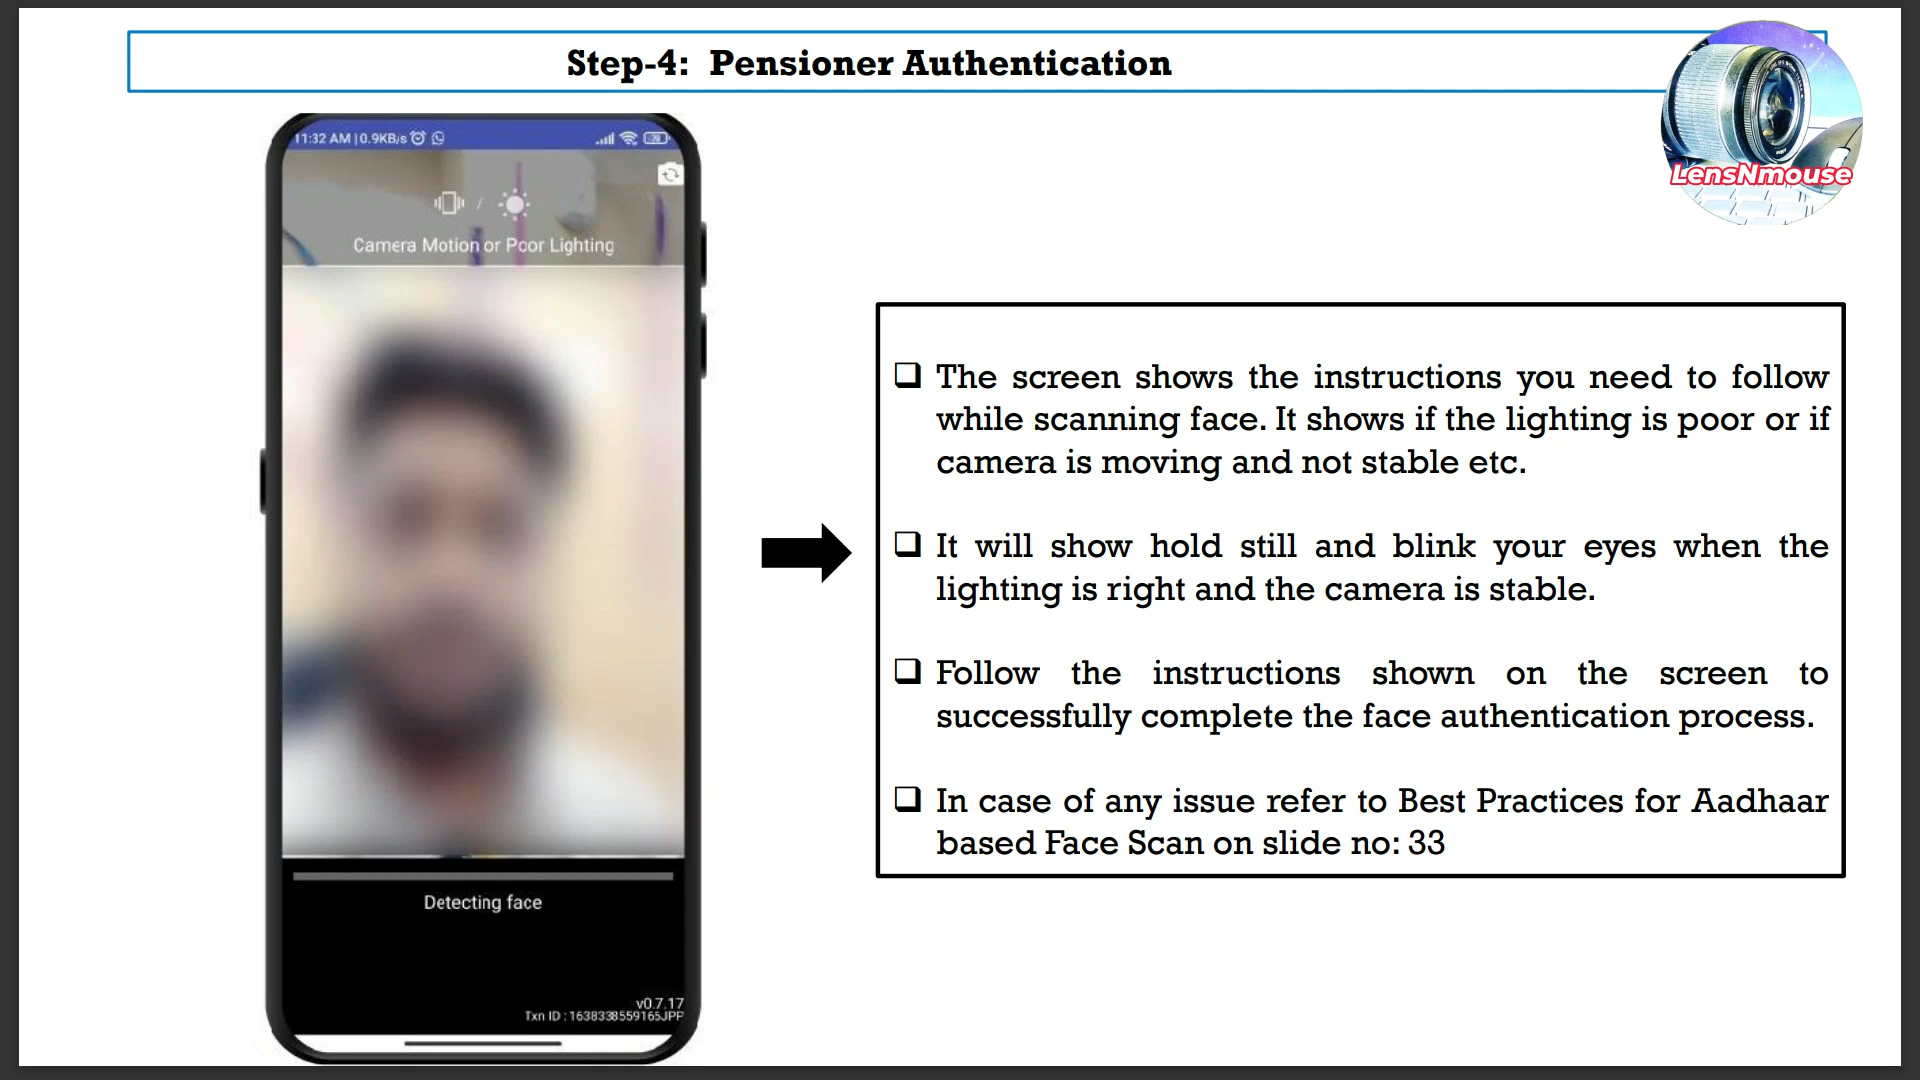 Step-4: Pensioner Authentication
LensNmouse
11:32 AM | 0.9KB/s
Camera Motion or Poor Lighting
Detecting face
v0.7.17
Txn ID : 1638338559165JPF
The screen shows the instructions you need to follow
while scanning face. It shows if the lighting is poor or if
camera is moving and not stable etc.
It will show hold still and blink your eyes when the
lighting is right and the camera is stable.
Follow the instructions shown on the screen to
successfully complete the face authentication process.
In case of any issue refer to Best Practices for Aadhaar
based Face Scan on slide no: 33